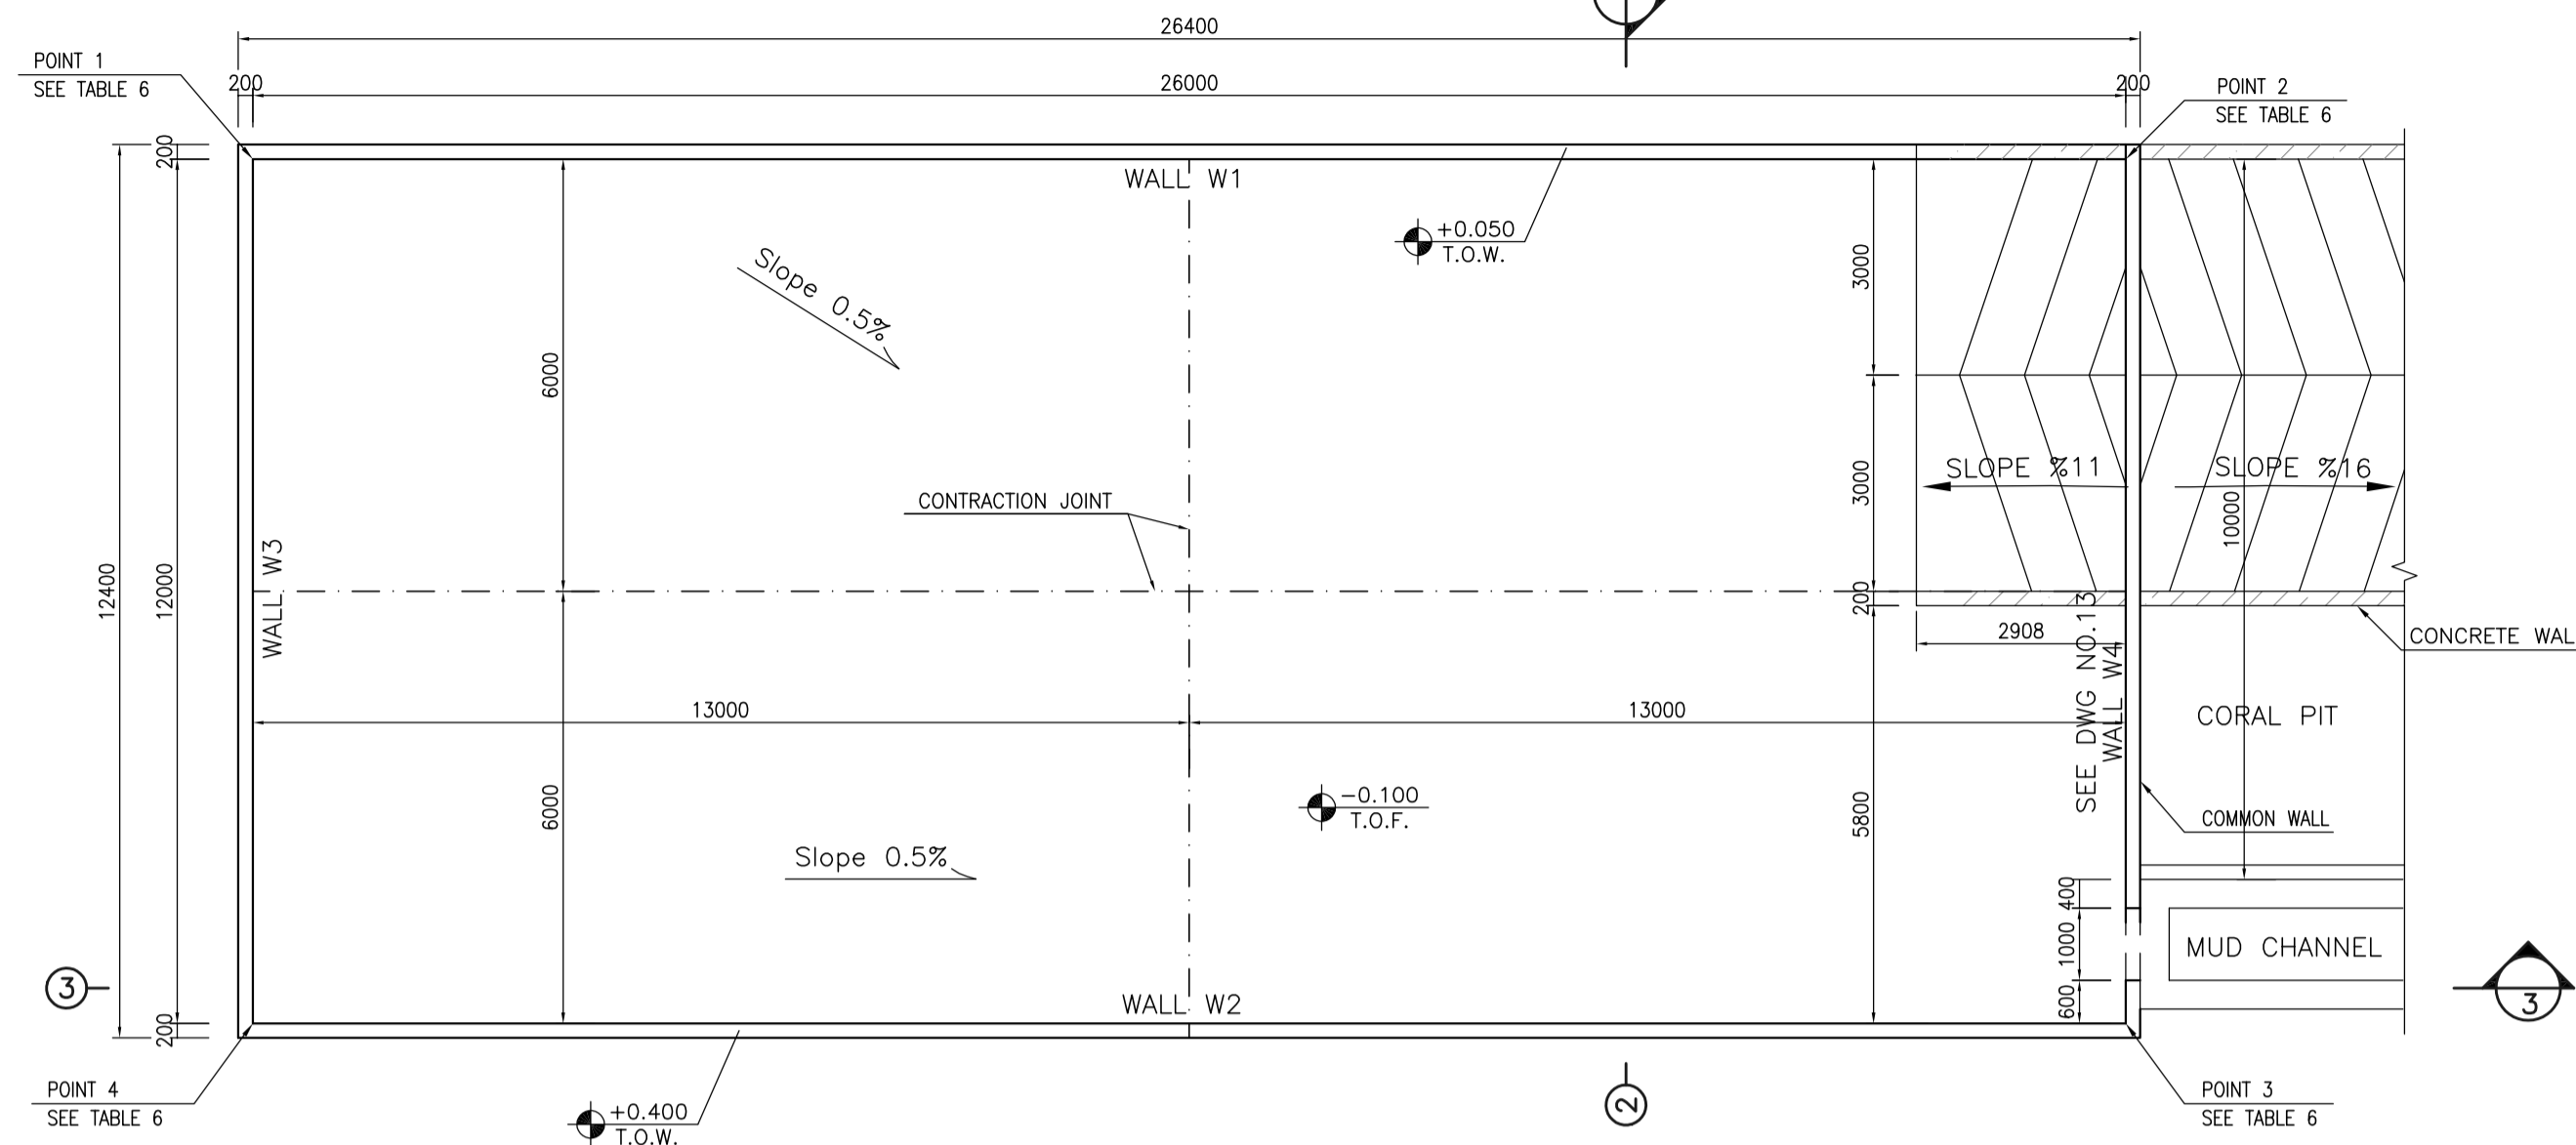 26400
POINT 1
SEE TABLE 6
200
26000
200
POINT 2
SEE TABLE 6
200
WALL W1
+0.050
T.O.W.
Slope 0.5%
3000
6000
CONTRACTION JOINT
SLOPE %11
SLOPE %16
3000
10000
12400
12000
WALL W3
200
2908
SEE DWG NO.13
WALL W4
CONCRETE WAL
13000
13000
CORAL PIT
6000
-0.100
T.O.F.
5800
COMMON WALL
Slope 0.5%
400
1000
MUD CHANNEL
3
3
600
WALL W2
200
POINT 4
SEE TABLE 6
+0.400
T.O.W.
2
POINT 3
SEE TABLE 6